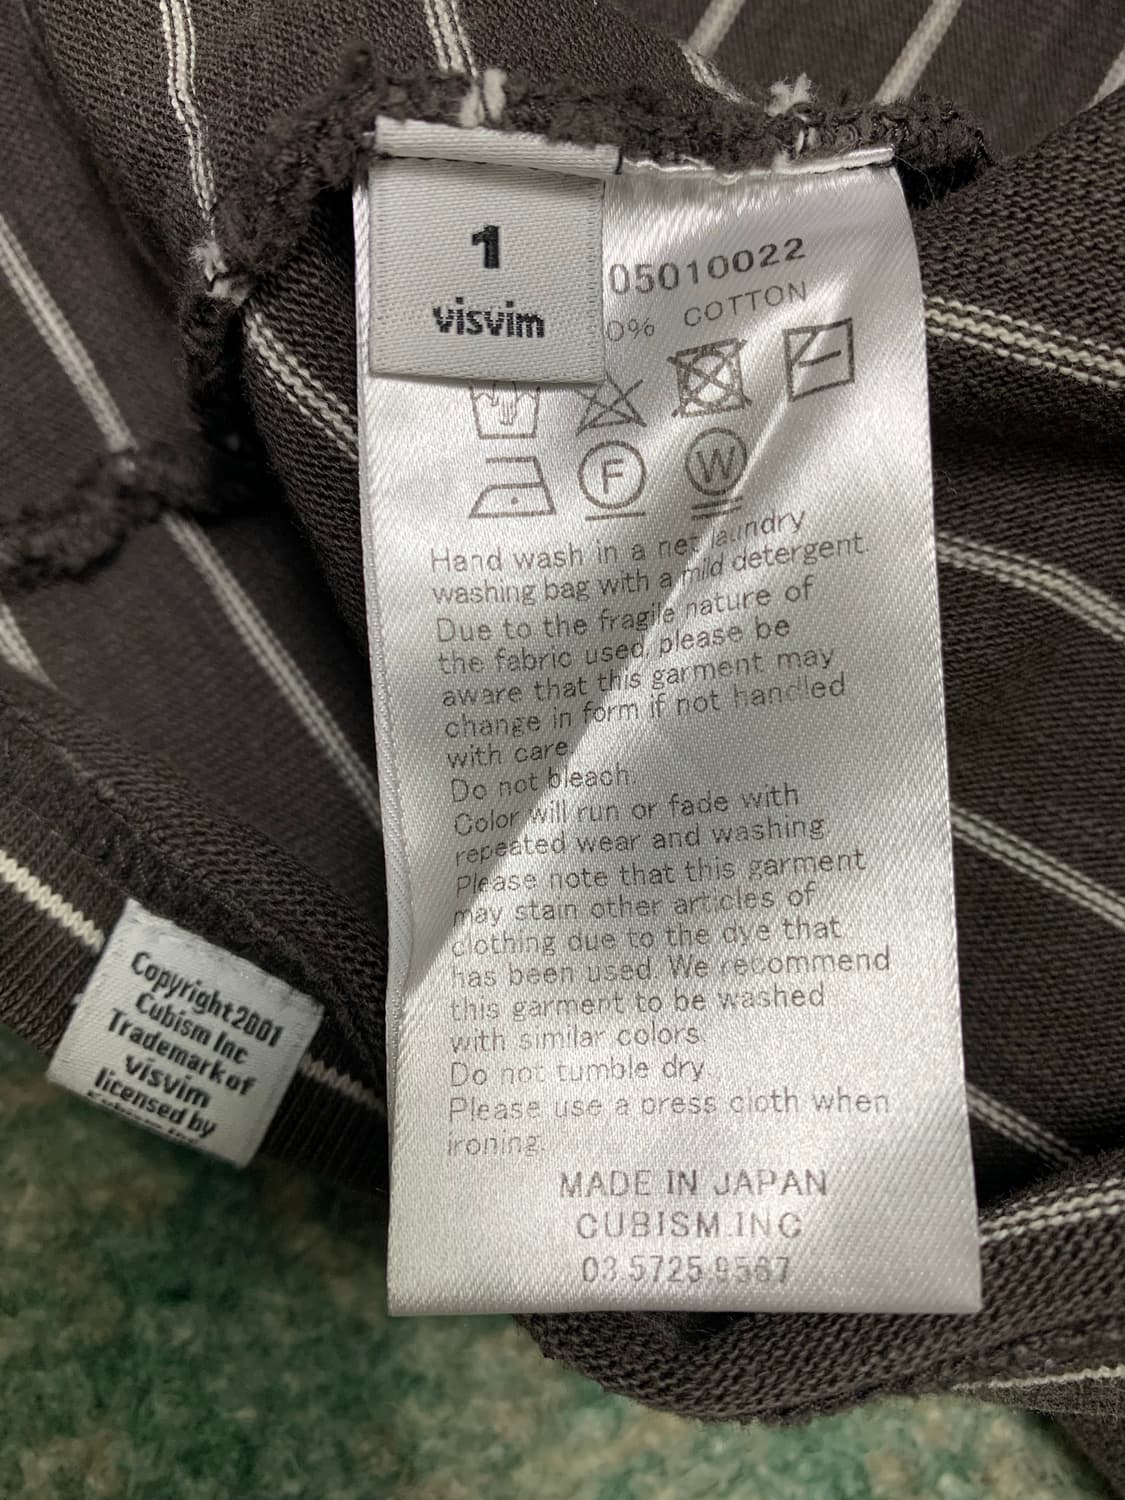 1
visvim
05010022
0% COTTON
F
W
Hand wash in a net laundry
washing bag with a mild detergent.
Due to the fragile nature of
the fabric used, please be
aware that this garment may
change in form if not handled
with care.
Do not bleach.
Color will run or fade with
repeated wear and washing.
Please note that this garment
may stain other articles of
clothing due to the dye that
has been used. We recommend
this garment to be washed
with similar colors.
Do not tumble dry.
Please use a press cloth when
ironing.
MADE IN JAPAN
CUBISM.INC
03.5725.9567
Copyright 2001
Cubism Inc
Trademark of
visvim
licensed by